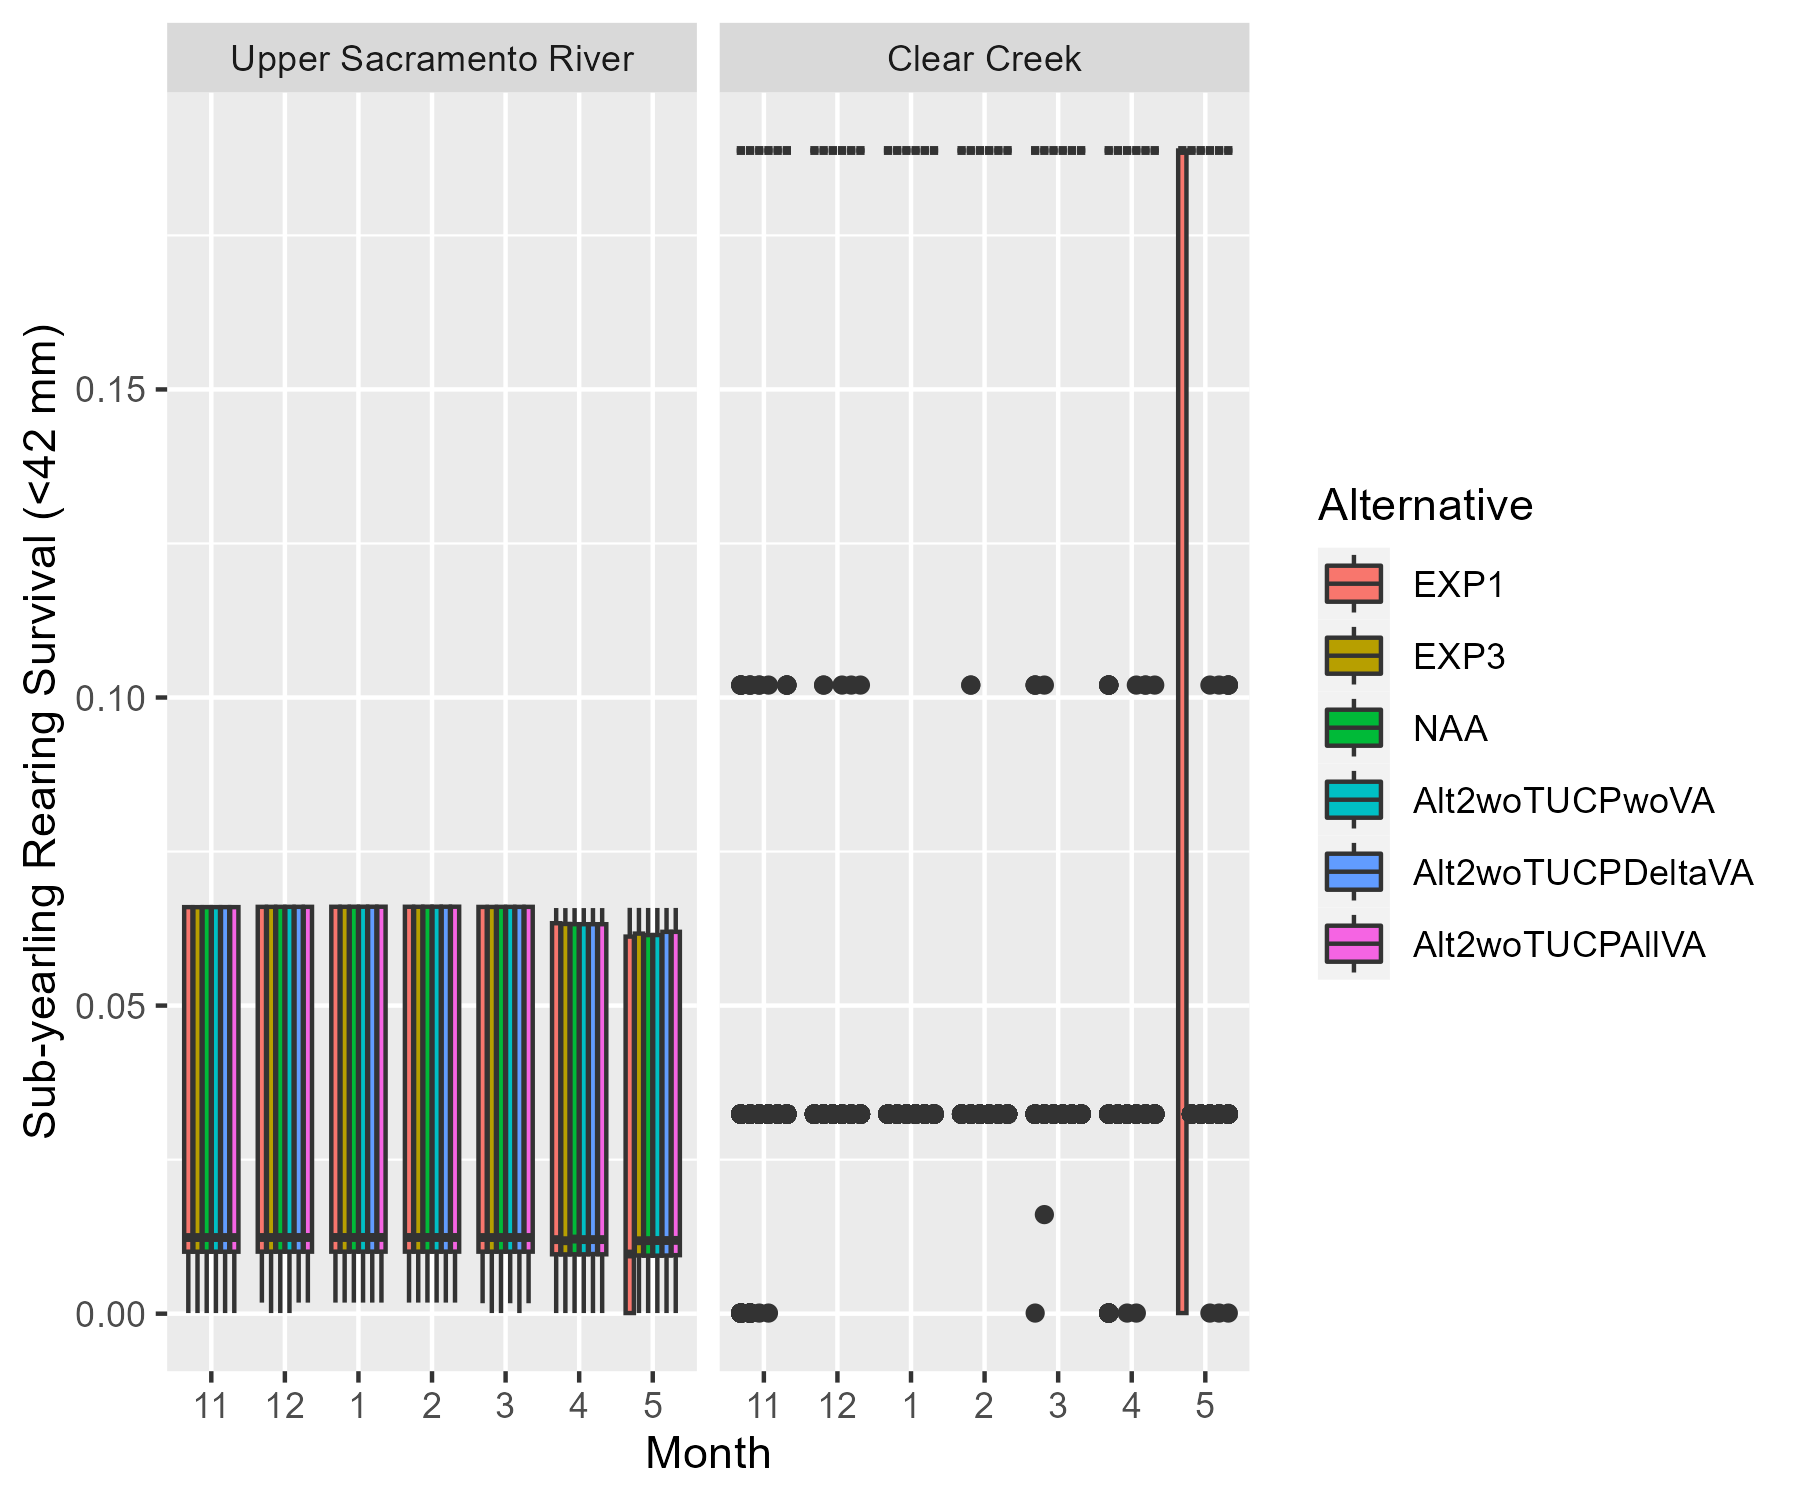 Upper Sacramento River
Clear Creek
Sub-yearling Rearing Survival (<42 mm)
0.15
0.10
0.05
0.00
11 12 1 2 3 4 5
11 12 1 2 3 4 5
Month
Alternative
EXP1
EXP3
NAA
Alt2woTUCPwoVA
Alt2woTUCPDeltaVA
Alt2woTUCPAllVA